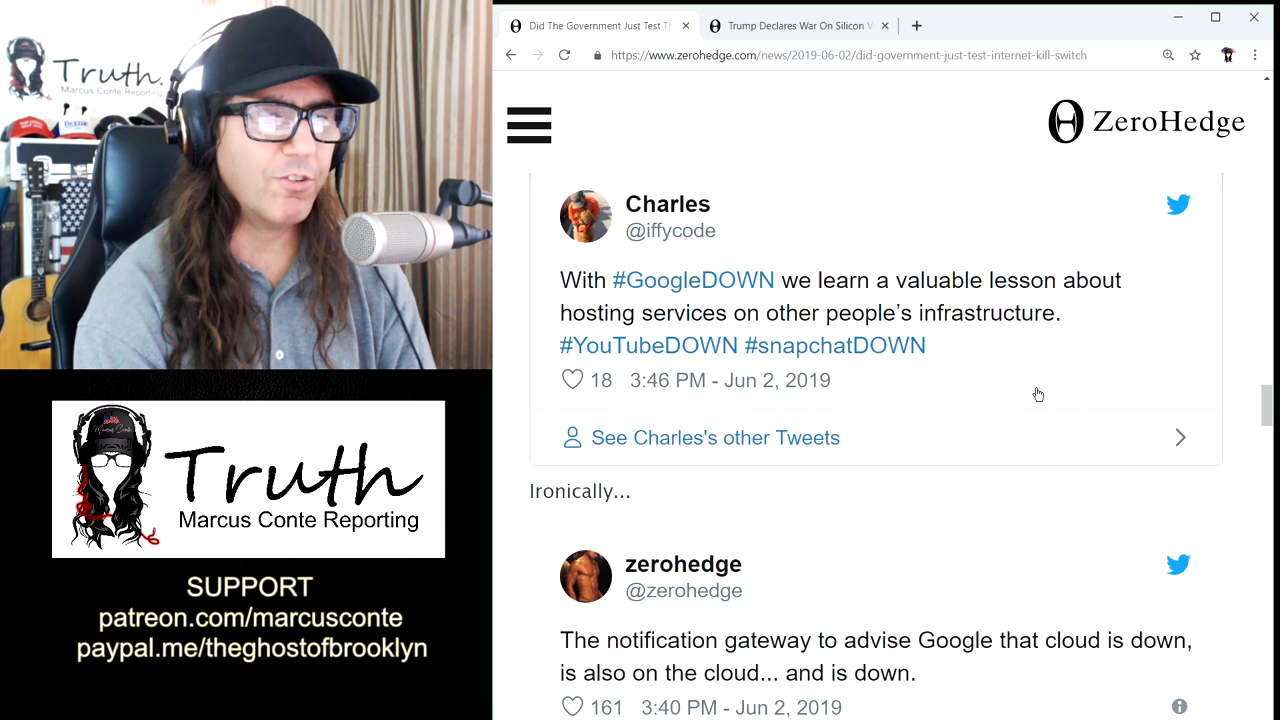 Truth.
Marcus Conte Reporting
Truth
Marcus Conte Reporting
SUPPORT
patreon.com/marcusconte
paypal.me/theghostofbrooklyn
Did The Government Just Test Th
Trump Declares War On Silicon V
https://www.zerohedge.com/news/2019-06-02/did-government-just-test-internet-kill-switch
ZeroHedge
Charles
@iffycode
With #GoogleDOWN we learn a valuable lesson about
hosting services on other people’s infrastructure.
#YouTubeDOWN #snapchatDOWN
18 3:46 PM - Jun 2, 2019
See Charles's other Tweets
Ironically...
zerohedge
@zerohedge
The notification gateway to advise Google that cloud is down,
is also on the cloud... and is down.
161 3:40 PM - Jun 2, 2019